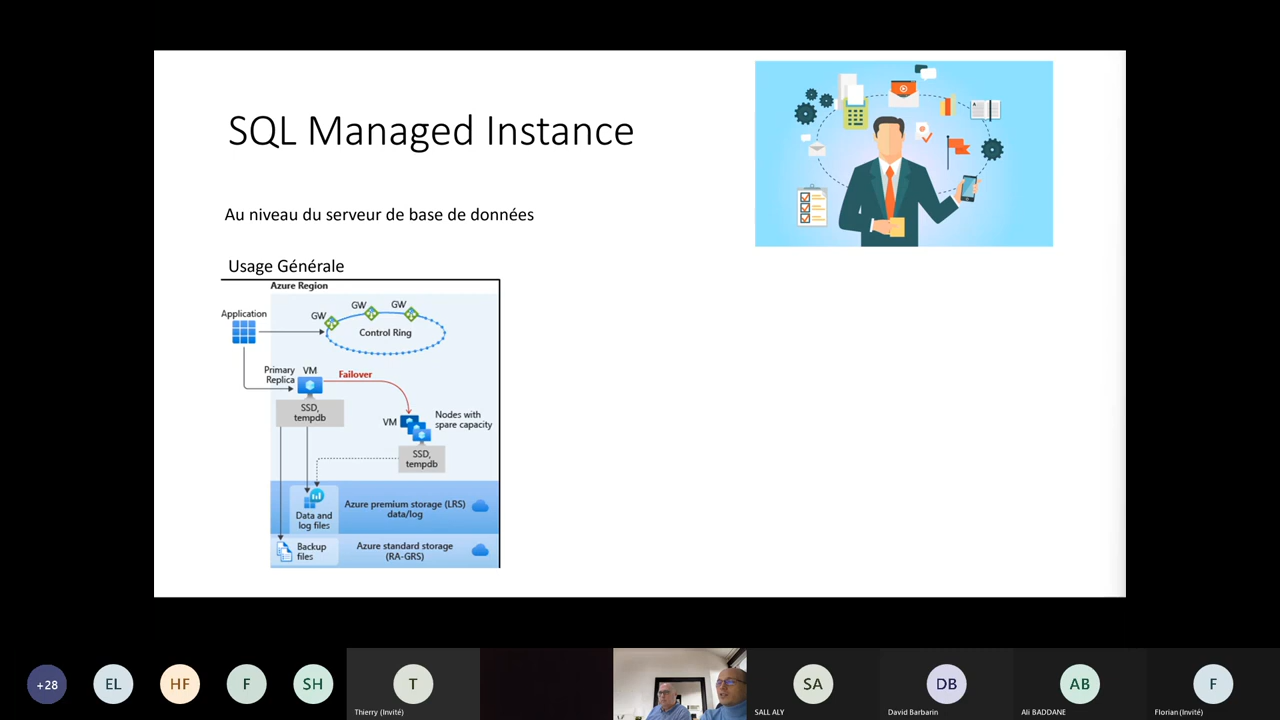 SQL Managed Instance
Au niveau du serveur de base de données
Usage Générale
Azure Region
Application
GW
GW
GW
Control Ring
Primary
Replica
VM
Failover
SSD,
tempdb
VM
Nodes with
spare capacity
SSD,
tempdb
Data and
log files
Azure premium storage (LRS)
data/log
Backup
files
Azure standard storage
(RA-GRS)
+28
EL
HF
F
SH
T
Thierry (Invité)
SA
SALL ALY
DB
David Barbarin
AB
Ali BADDANE
F
Florian (Invité)